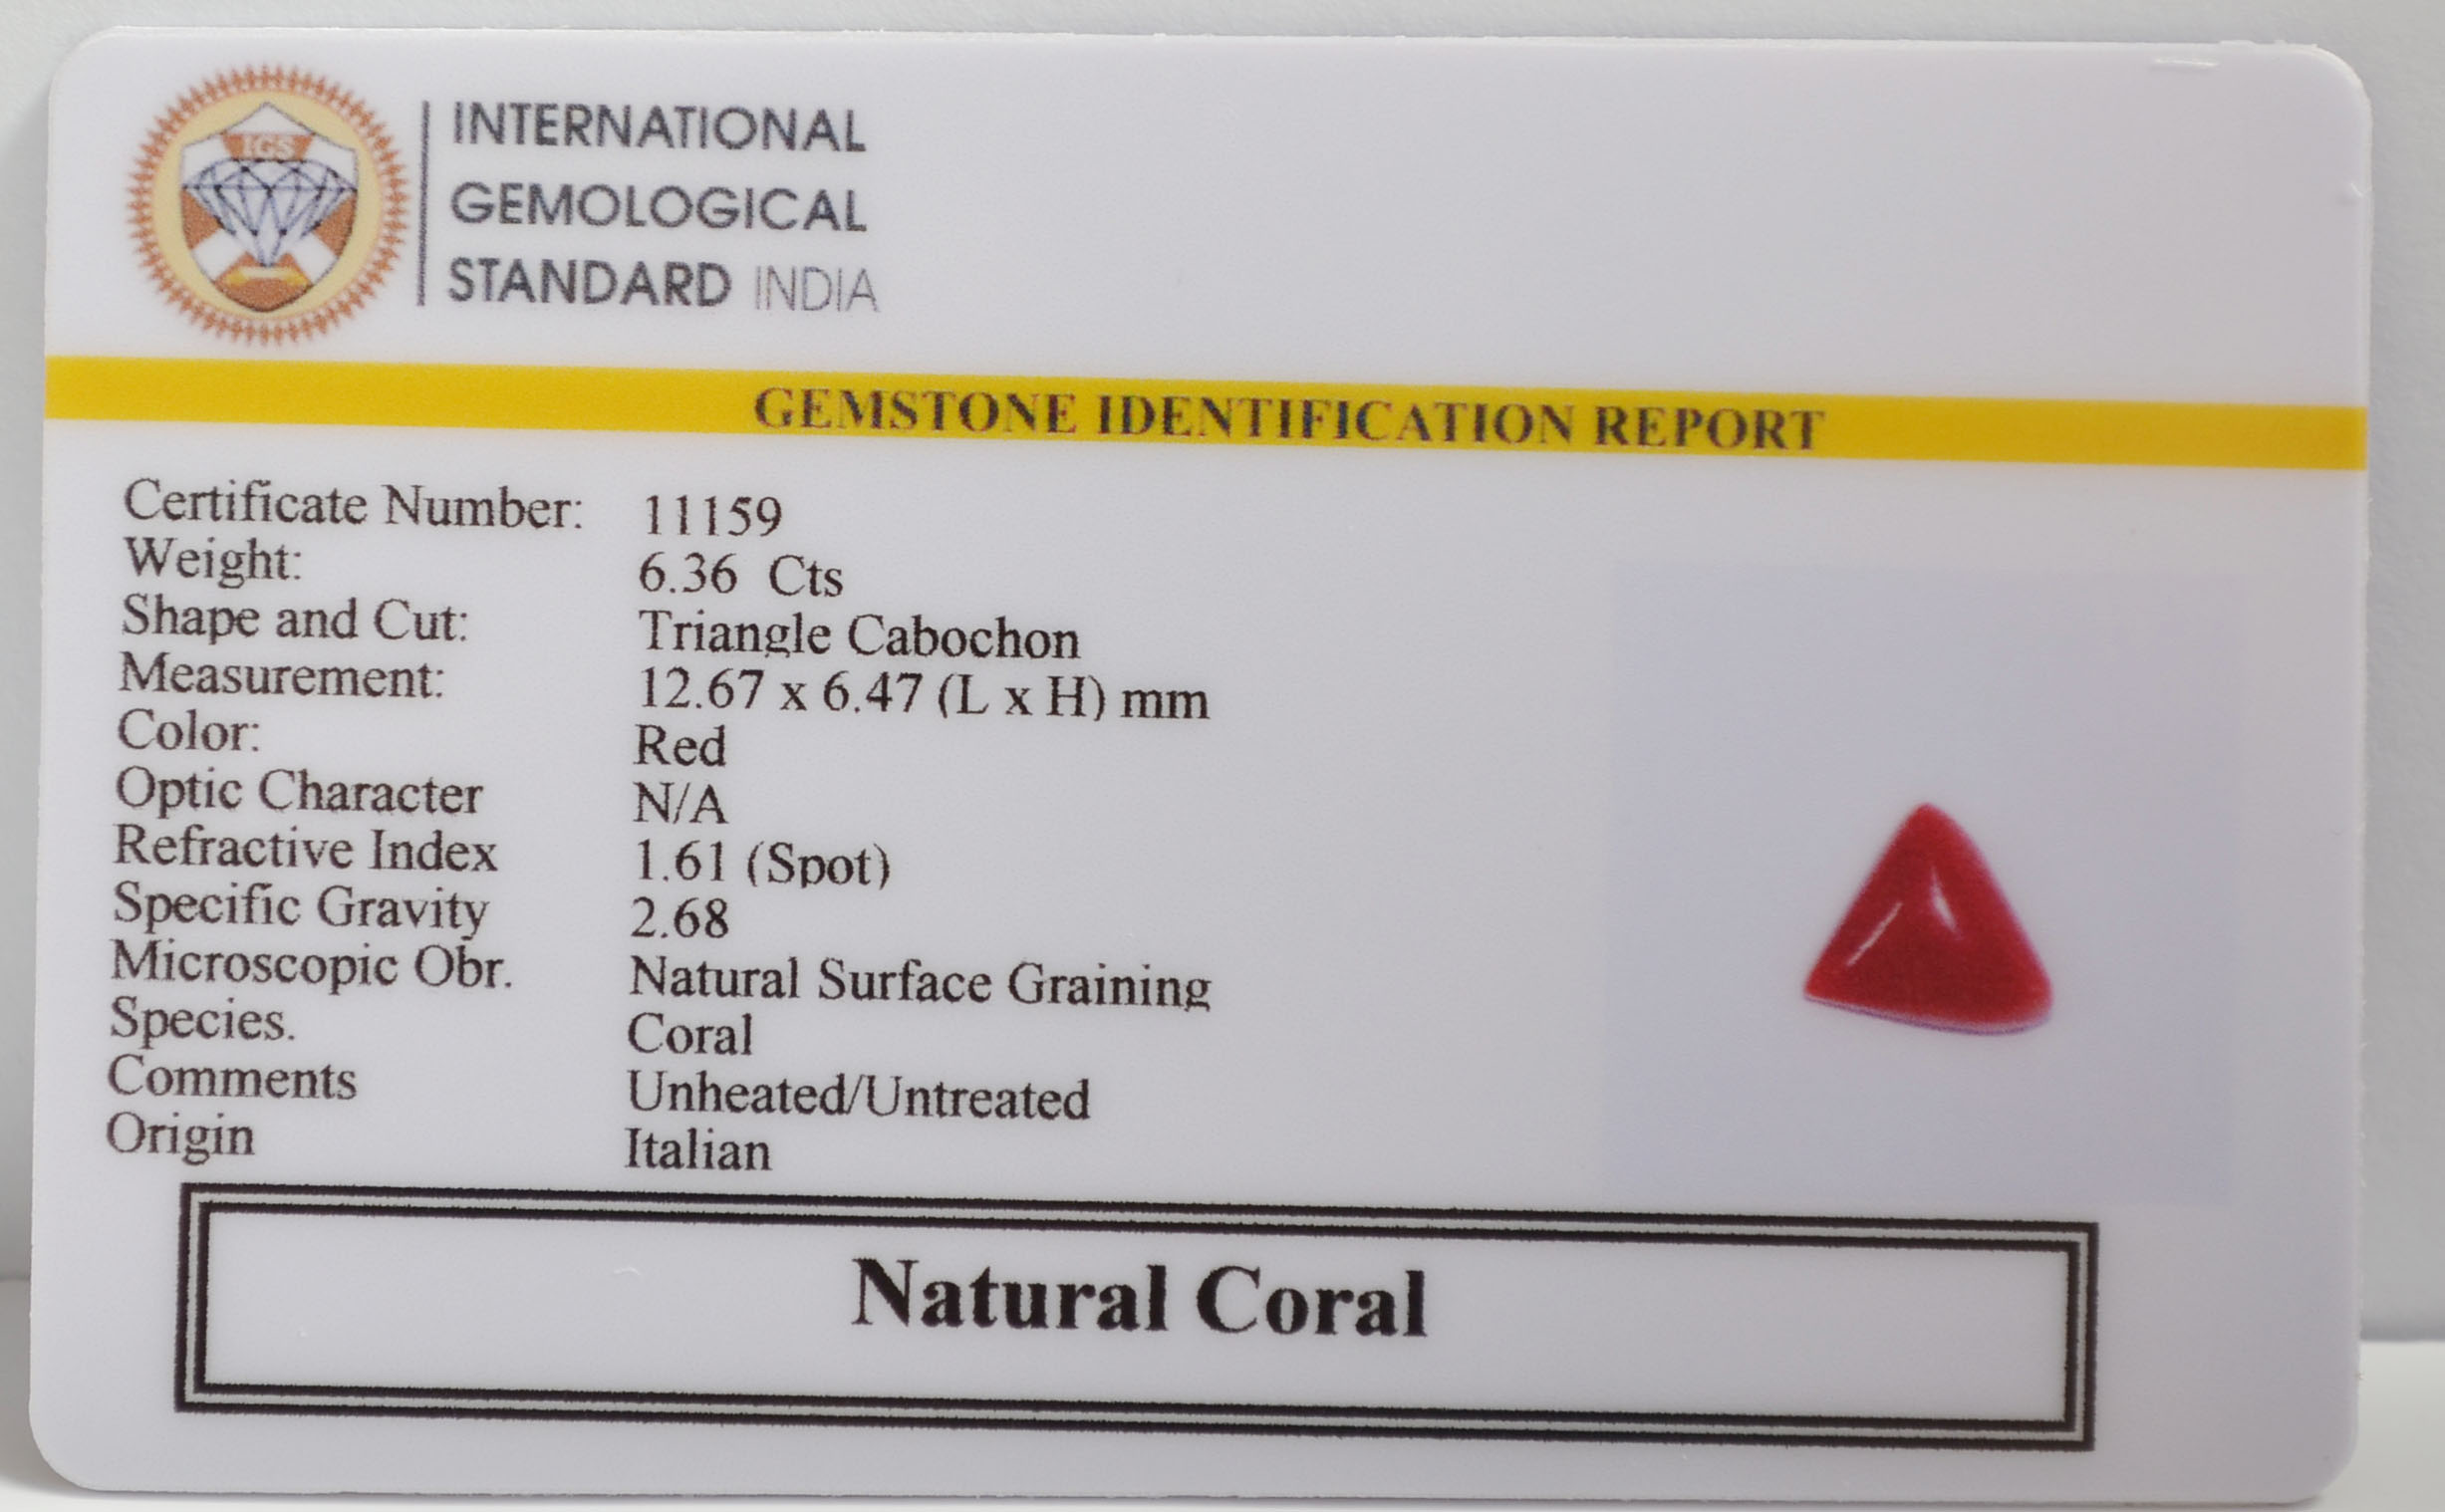 IGS
INTERNATIONAL
GEMOLOGICAL
STANDARD INDIA
GEMSTONE IDENTIFICATION REPORT
Certificate Number: 11159
Weight: 6.36 Cts
Shape and Cut: Triangle Cabochon
Measurement: 12.67 x 6.47 (L x H) mm
Color: Red
Optic Character N/A
Refractive Index 1.61 (Spot)
Specific Gravity 2.68
Microscopic Obr. Natural Surface Graining
Species. Coral
Comments Unheated/Untreated
Origin Italian
Natural Coral